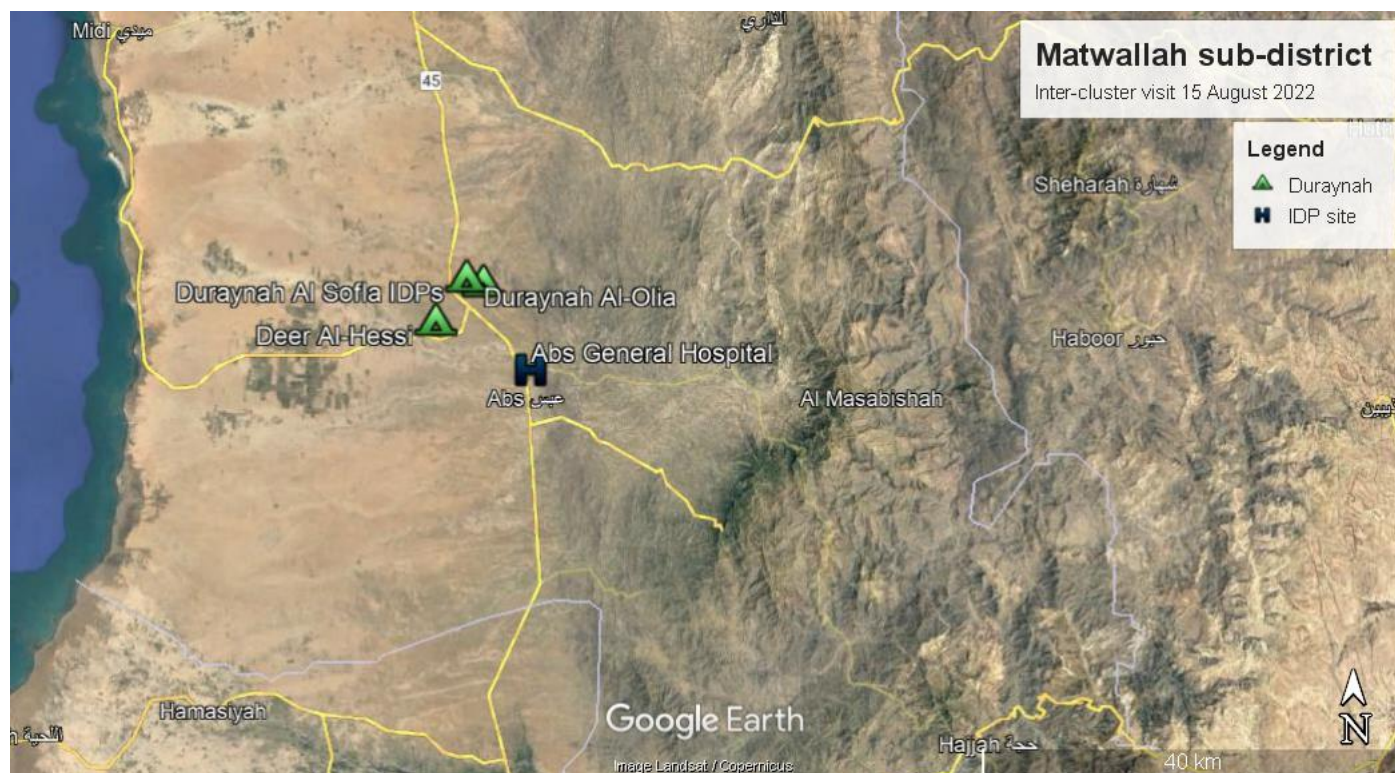 Midi ميدي
45
Matwallah sub-district
Inter-cluster visit 15 August 2022
Legend
Duraynah
IDP site
Sheharah شهارة
Duraynah Al Sofla IDPs
Duraynah Al-Olia
Deer Al-Hessi
Haboor حبور
Abs General Hospital
Abs عبس
Al Masabishah
Hamasiyah
Google Earth
اللحية
Hajjah حجة
N
40 km
Image Landsat / Copernicus